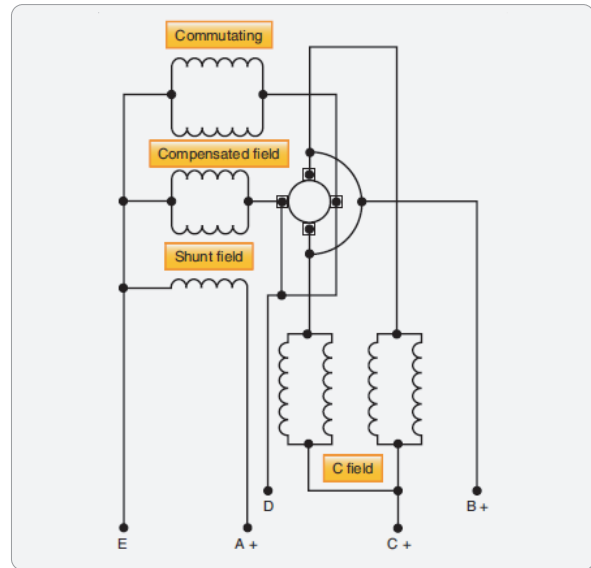 Commutating
Compensated field
Shunt field
C field
D
B +
E
A +
C +